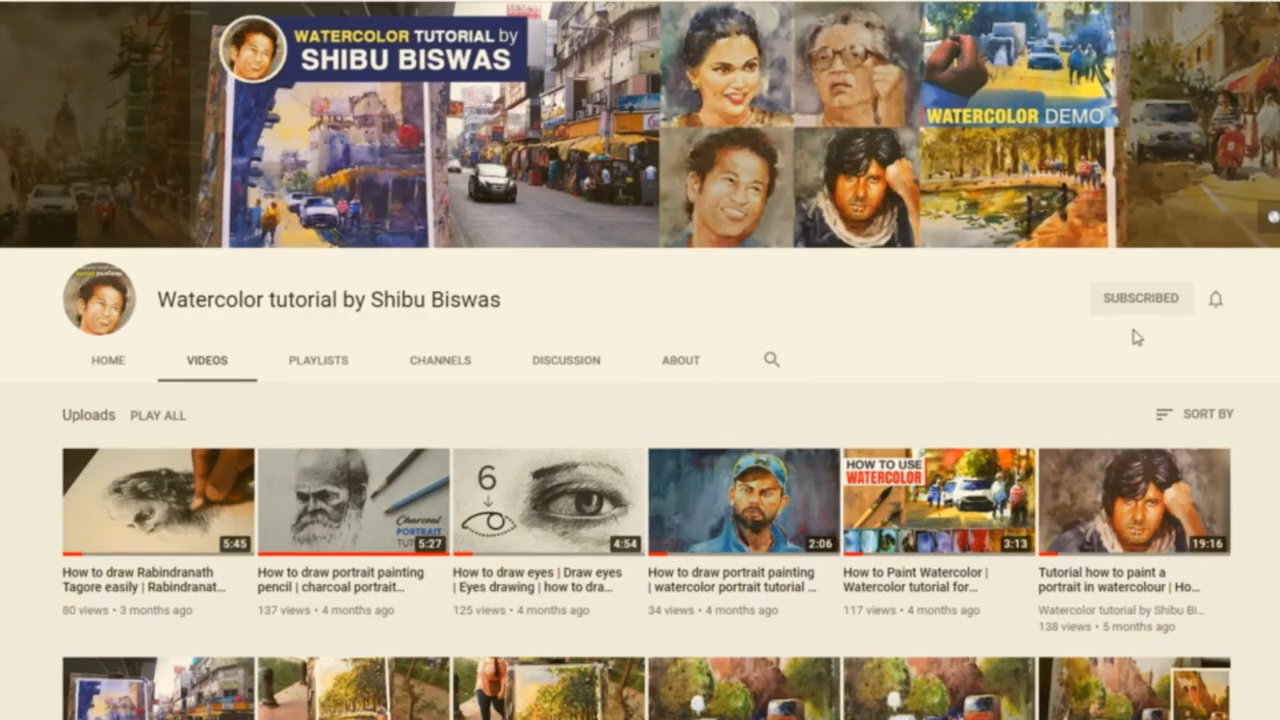 WATERCOLOR TUTORIAL by
SHIBU BISWAS
WATERCOLOR DEMO
Watercolor tutorial by Shibu Biswas
SUBSCRIBED
HOME VIDEOS PLAYLISTS CHANNELS DISCUSSION ABOUT
Uploads PLAY ALL
SORT BY
5:45
Charcoal
PORTRAIT
TUT
5:27
6
4:54
2:06
HOW TO USE
WATERCOLOR
3:13
19:16
How to draw Rabindranath
Tagore easily | Rabindranat...
80 views • 3 months ago
How to draw portrait painting
pencil | charcoal portrait...
137 views • 4 months ago
How to draw eyes | Draw eyes
| Eyes drawing | how to dra...
125 views • 4 months ago
How to draw portrait painting
| watercolor portrait tutorial ...
34 views • 4 months ago
How to Paint Watercolor |
Watercolor tutorial for...
117 views • 4 months ago
Tutorial how to paint a
portrait in watercolour | Ho...
Watercolor tutorial by Shibu Bi...
138 views • 5 months ago